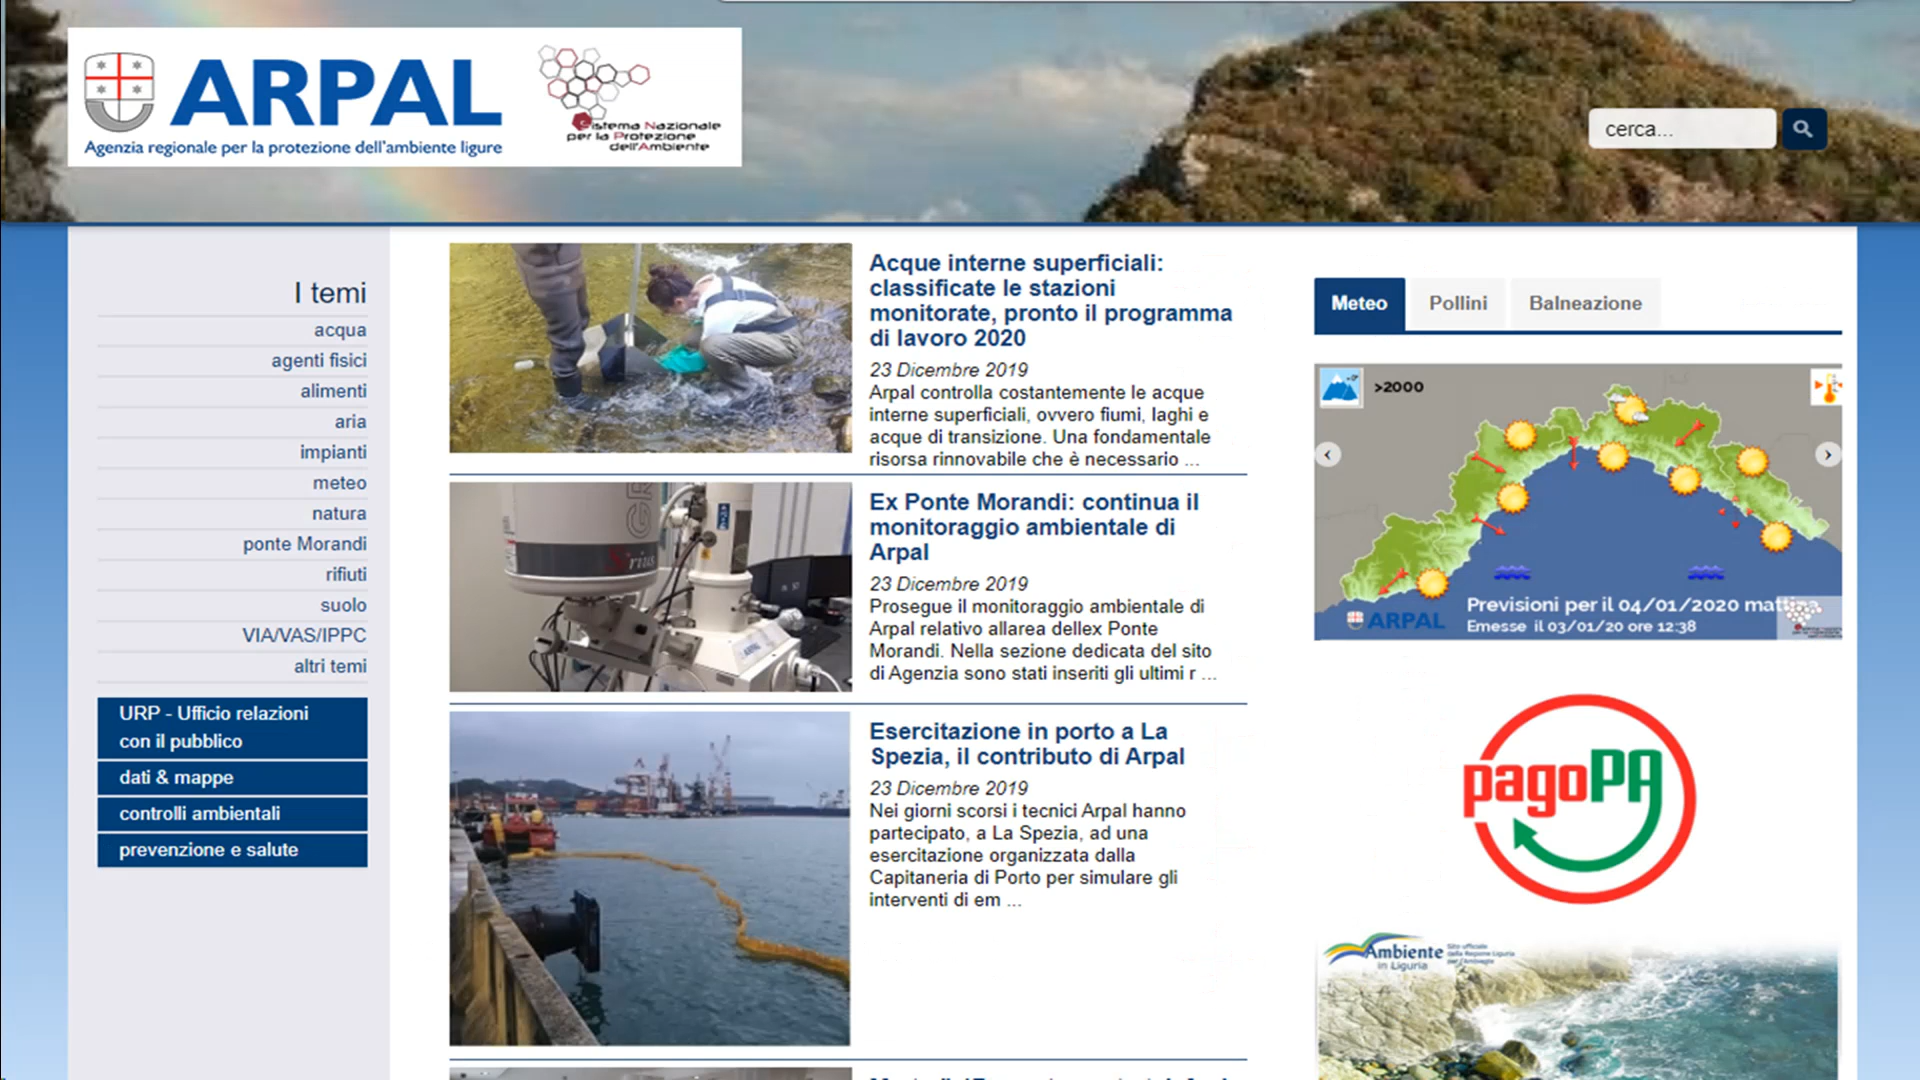 ARPAL
Agenzia regionale per la protezione dell'ambiente ligure
Sistema Nazionale
per la Protezione
dell'Ambiente
cerca...
I temi
acqua
agenti fisici
alimenti
aria
impianti
meteo
natura
ponte Morandi
rifiuti
suolo
VIA/VAS/IPPC
altri temi
URP - Ufficio relazioni
con il pubblico
dati & mappe
controlli ambientali
prevenzione e salute
Acque interne superficiali:
classificate le stazioni
monitorate, pronto il programma
di lavoro 2020
23 Dicembre 2019
Arpal controlla costantemente le acque
interne superficiali, ovvero fiumi, laghi e
acque di transizione. Una fondamentale
risorsa rinnovabile che è necessario ...
Ex Ponte Morandi: continua il
monitoraggio ambientale di
Arpal
23 Dicembre 2019
Prosegue il monitoraggio ambientale di
Arpal relativo allarea dellex Ponte
Morandi. Nella sezione dedicata del sito
di Agenzia sono stati inseriti gli ultimi r ...
Esercitazione in porto a La
Spezia, il contributo di Arpal
23 Dicembre 2019
Nei giorni scorsi i tecnici Arpal hanno
partecipato, a La Spezia, ad una
esercitazione organizzata dalla
Capitaneria di Porto per simulare gli
interventi di em ...
Meteo
Pollini
Balneazione
>2000
Previsioni per il 04/01/2020 mattina
Emesse il 03/01/20 ore 12:38
ARPAL
pagoPA
Ambiente
in Liguria
Sito ufficiale
della Regione Liguria
per l'Ambiente